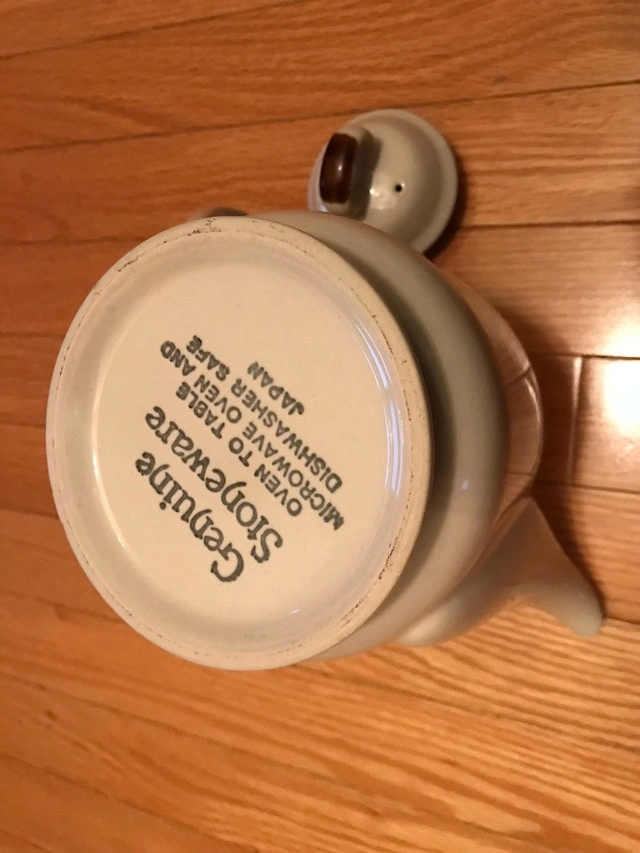 Genuine
Stoneware
OVEN TO TABLE
MICROWAVE OVEN AND
DISHWASHER SAFE
JAPAN